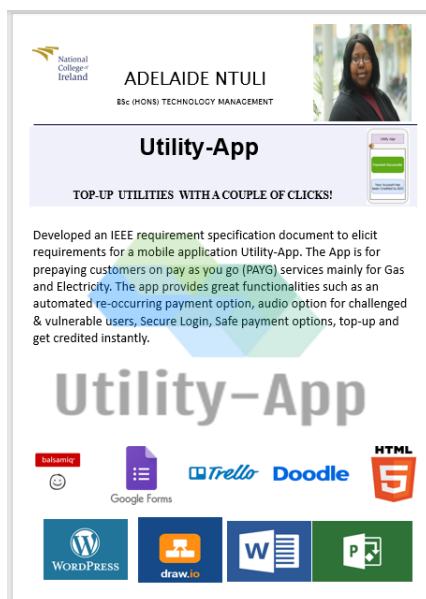 National
College of
Ireland
ADELAIDE NTULI
BSc (HONS) TECHNOLOGY MANAGEMENT
Utility-App
TOP-UP UTILITIES WITH A COUPLE OF CLICKS!
Utility App
Payment Successful
Developed an IEEE requirement specification document to elicit
requirements for a mobile application Utility-App. The App is for
prepaying customers on pay as you go (PAYG) services mainly for Gas
and Electricity. The app provides great functionalities such as an
automated re-occurring payment option, audio option for challenged
& vulnerable users, Secure Login, Safe payment options, top-up and
get credited instantly.
Utility-App
balsamiq
Google Forms
Trello
Doodle
HTML
5
WORDPRESS
draw.io
W
P